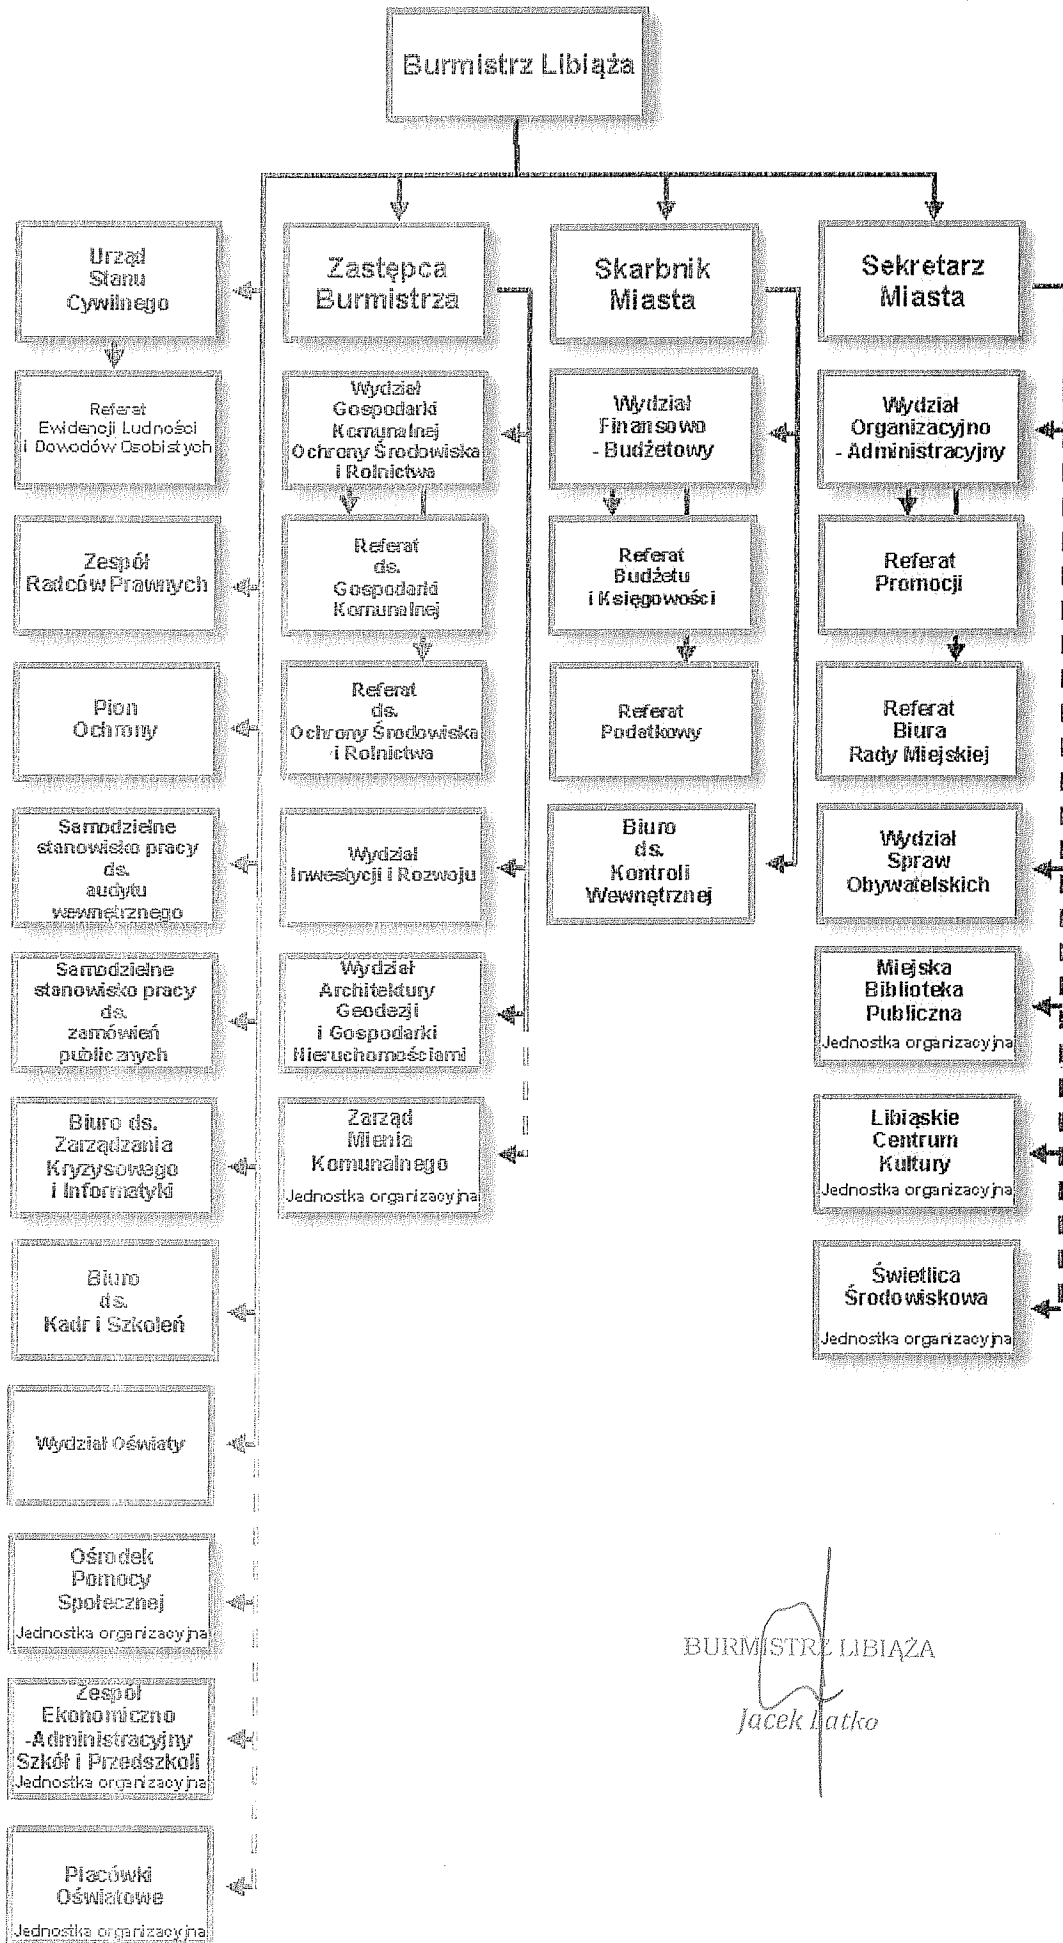 Burmistrz Libiąża
Urząd
Stanu
Cywilnego
Referat
Ewidencji Ludności
i Dowodów Osobistych
Zespół
Radców Prawnych
Pion
Ochrony
Samodzielne
stanowisko pracy
ds.
audytu
wewnętrznego
Samodzielne
stanowisko pracy
ds.
zamówień
publicznych
Biuro ds.
Zarządzania
Kryzysowego
i Informatyki
Biuro
ds.
Kadr i Szkoleń
Wydział Oświaty
Ośrodek
Pomocy
Społecznej
Jednostka organizacyjna
Zespół
Ekonomiczno
-Administracyjny
Szkół i Przedszkoli
Jednostka organizacyjna
Placówki
Oświatowe
Jednostka organizacyjna
Zastępca
Burmistrza
Wydział
Gospodarki
Komunalnej
Ochrony Środowiska
i Rolnictwa
Referat
ds.
Gospodarki
Komunalnej
Referat
ds.
Ochrony Środowiska
i Rolnictwa
Wydział
Inwestycji i Rozwoju
Wydział
Architektury
Geodezji
i Gospodarki
Nieruchomościami
Zarząd
Mienia
Komunalnego
Jednostka organizacyjna
Skarbnik
Miasta
Wydział
Finansowo
- Budżetowy
Referat
Budżetu
i Księgowości
Referat
Podatkowy
Biuro
ds.
Kontroli
Wewnętrznej
Sekretarz
Miasta
Wydział
Organizacyjno
- Administracyjny
Referat
Promocji
Referat
Biura
Rady Miejskiej
Wydział
Spraw
Obywatelskich
Miejska
Biblioteka
Publiczna
Jednostka organizacyjna
Libiąskie
Centrum
Kultury
Jednostka organizacyjna
Świetlica
Środowiskowa
Jednostka organizacyjna
BURMISTRZ LIBIĄŻA
Jacek Latko